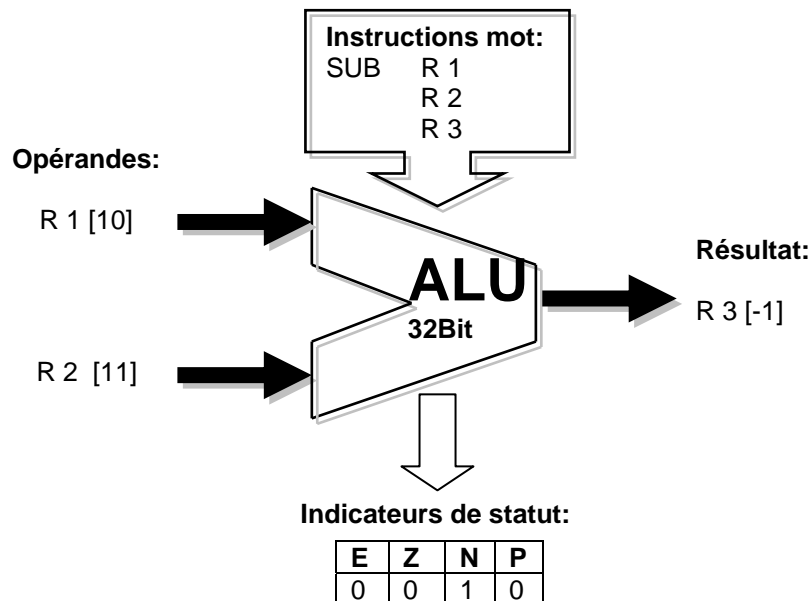 Instructions mot:
SUB R 1
R 2
R 3
Opérandes:
R 1 [10]
ALU
32Bit
Résultat:
R 3 [-1]
R 2 [11]
Indicateurs de statut:
E Z N P
0 0 1 0